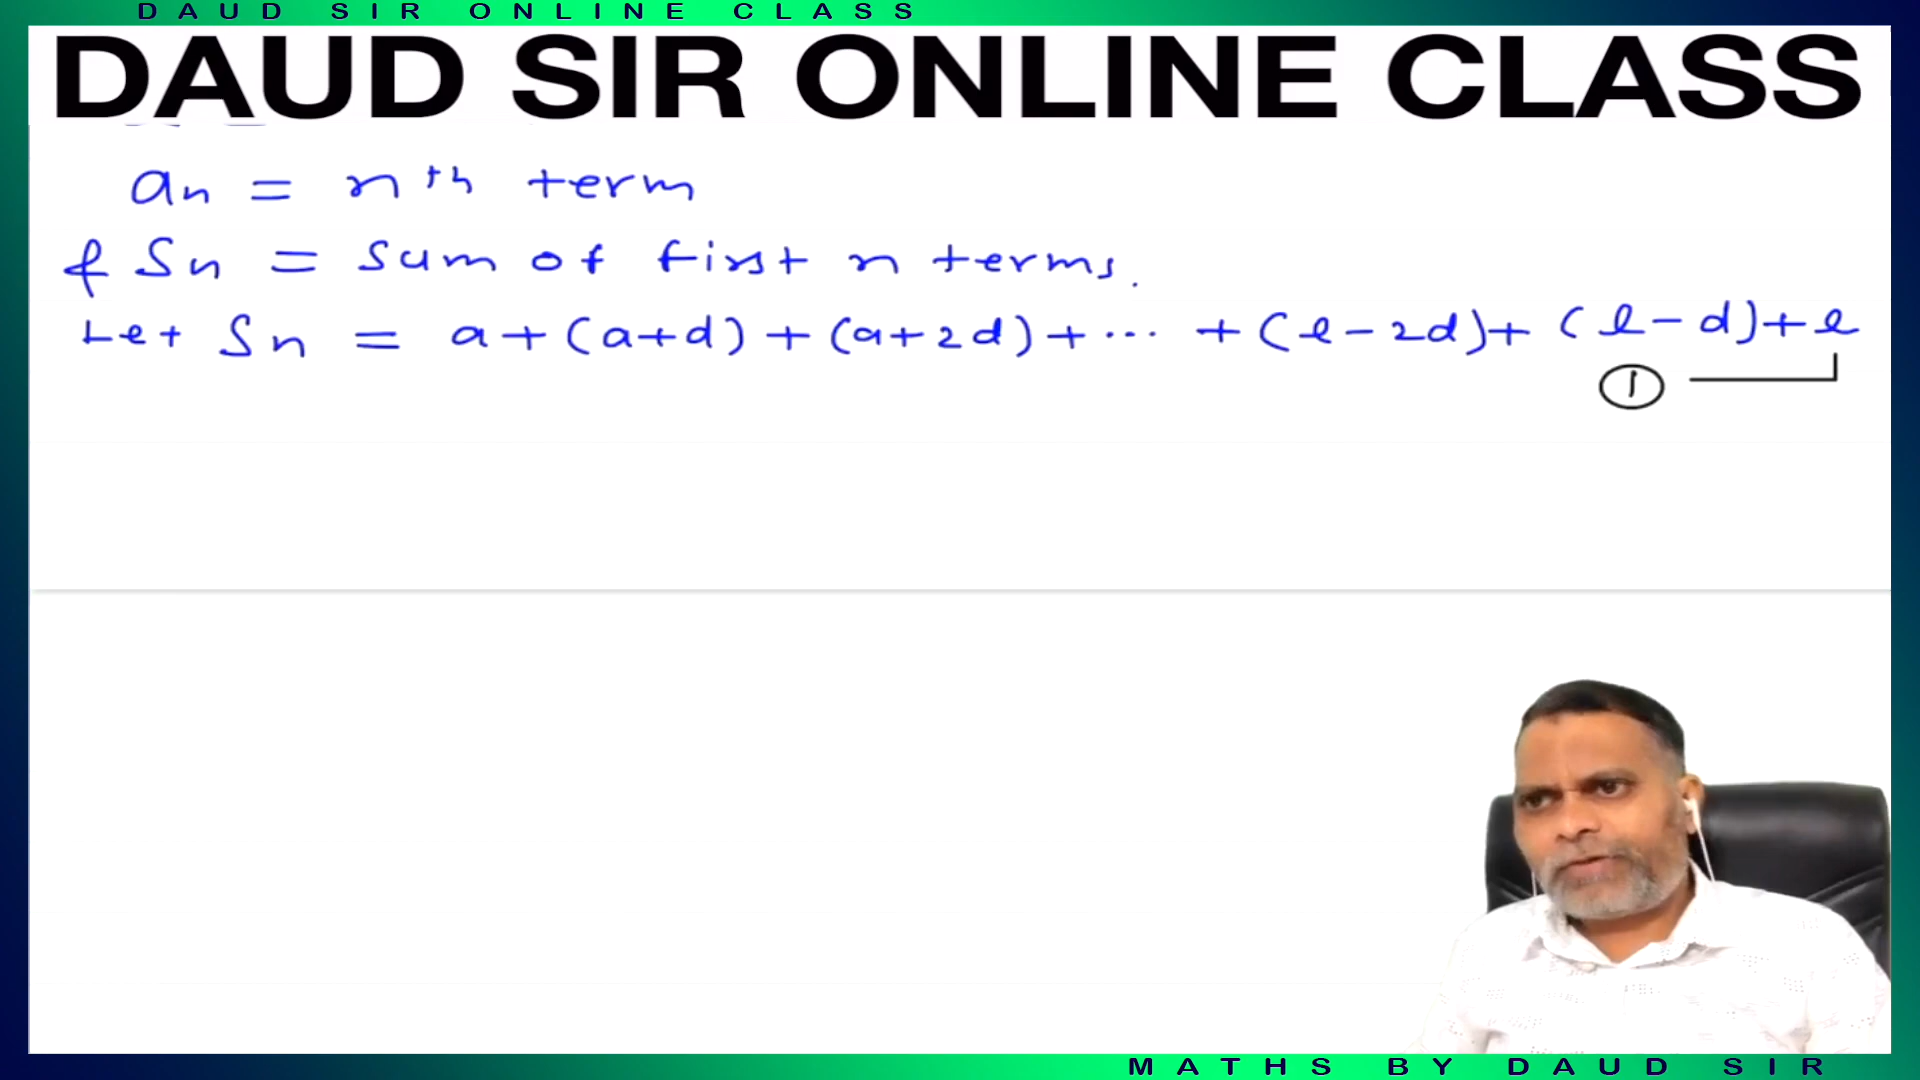 DAUD SIR ONLINE CLASS
DAUD SIR ONLINE CLASS
an = nth term
& Sn = sum of first n terms.
Let Sn = a+(a+d)+(a+2d)+... +(l-2d)+(l-d)+l
1
MATHS BY DAUD SIR